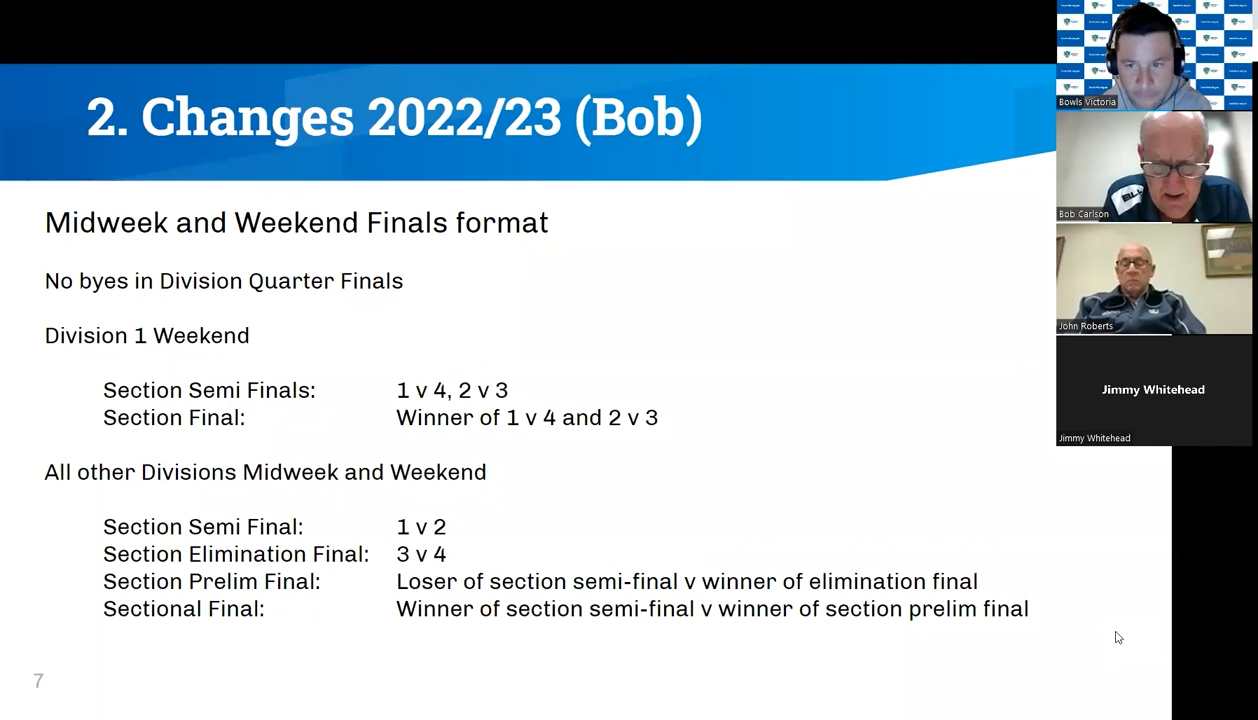 2. Changes 2022/23 (Bob)
Midweek and Weekend Finals format
No byes in Division Quarter Finals
Division 1 Weekend
Section Semi Finals: 1 v 4, 2 v 3
Section Final: Winner of 1 v 4 and 2 v 3
All other Divisions Midweek and Weekend
Section Semi Final: 1 v 2
Section Elimination Final: 3 v 4
Section Prelim Final: Loser of section semi-final v winner of elimination final
Sectional Final: Winner of section semi-final v winner of section prelim final
7
Bowls Victoria
Bob Carlson
John Roberts
Jimmy Whitehead
Jimmy Whitehead